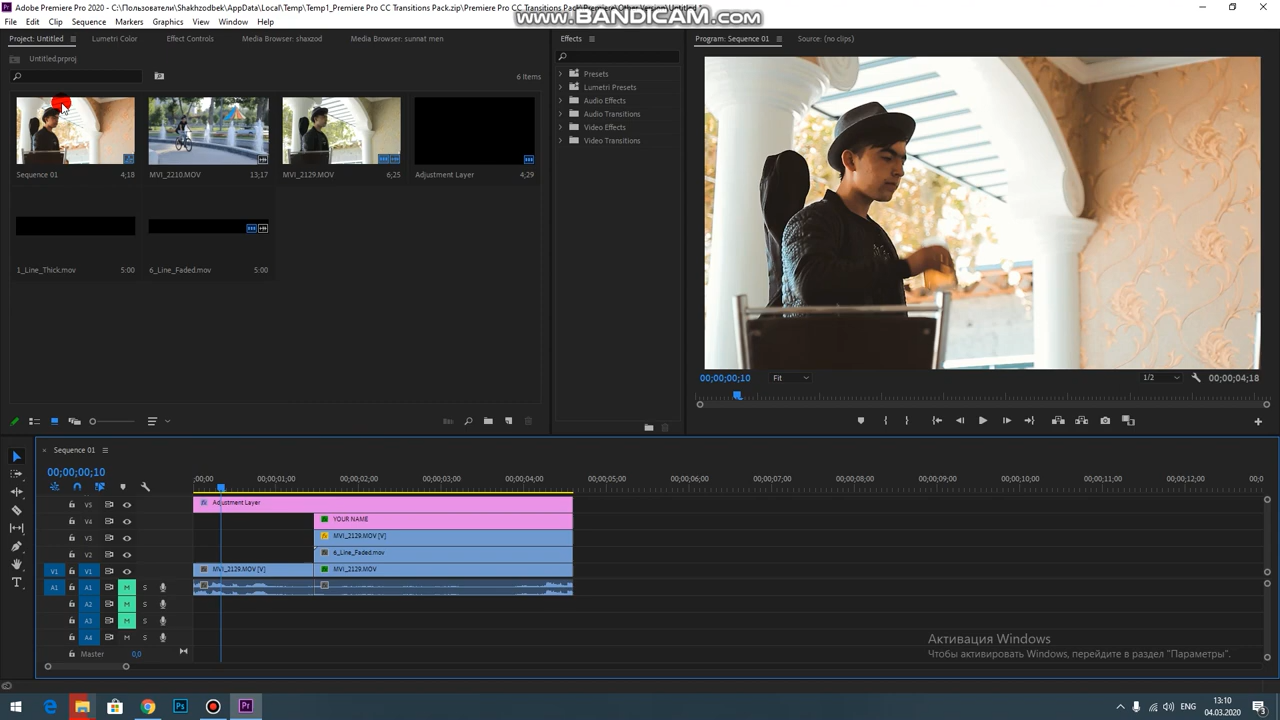 Adobe Premiere Pro 2020 - C:\Пользователи\Shakhzodbek\AppData\Local\Temp\Temp1_Premiere Pro CC Transitions Pack.zip\Premiere Pro CC Transitions Pack\
www.BANDICAM.com
File Edit Clip Sequence Markers Graphics View Window Help
Project: Untitled Lumetri Color Effect Controls Media Browser: shaxzod Media Browser: sunnat men Effects Program: Sequence 01 Source: (no clips)
Untitled.prproj
6 Items
Presets
Lumetri Presets
Audio Effects
Audio Transitions
Video Effects
Video Transitions
Sequence 01 4;18 MVI_2210.MOV 13;17 MVI_2129.MOV 6;25 Adjustment Layer 4;29
1_Line_Thick.mov 5:00 6_Line_Faded.mov 5:00
00;00;00;10 Fit 1/2 00;00;04;18
Sequence 01
00;00;00;10
;00;00 00;00;01;00 00;00;02;00 00;00;03;00 00;00;04;00 00;00;05;00 00;00;06;00 00;00;07;00 00;00;08;00 00;00;09;00 00;00;10;00 00;00;11;00 00;00;12;00 00;0
V5 Adjustment Layer
V4 YOUR NAME
V3 MVI_2129.MOV [V]
V2 6_Line_Faded.mov
V1 V1 MVI_2129.MOV [V] MVI_2129.MOV
A1 A1 M S
A2 M S
A3 M S
A4 M S
Master 0,0
Активация Windows
Чтобы активировать Windows, перейдите в раздел "Параметры".
Ps Pr ENG 13:10
04.03.2020 3